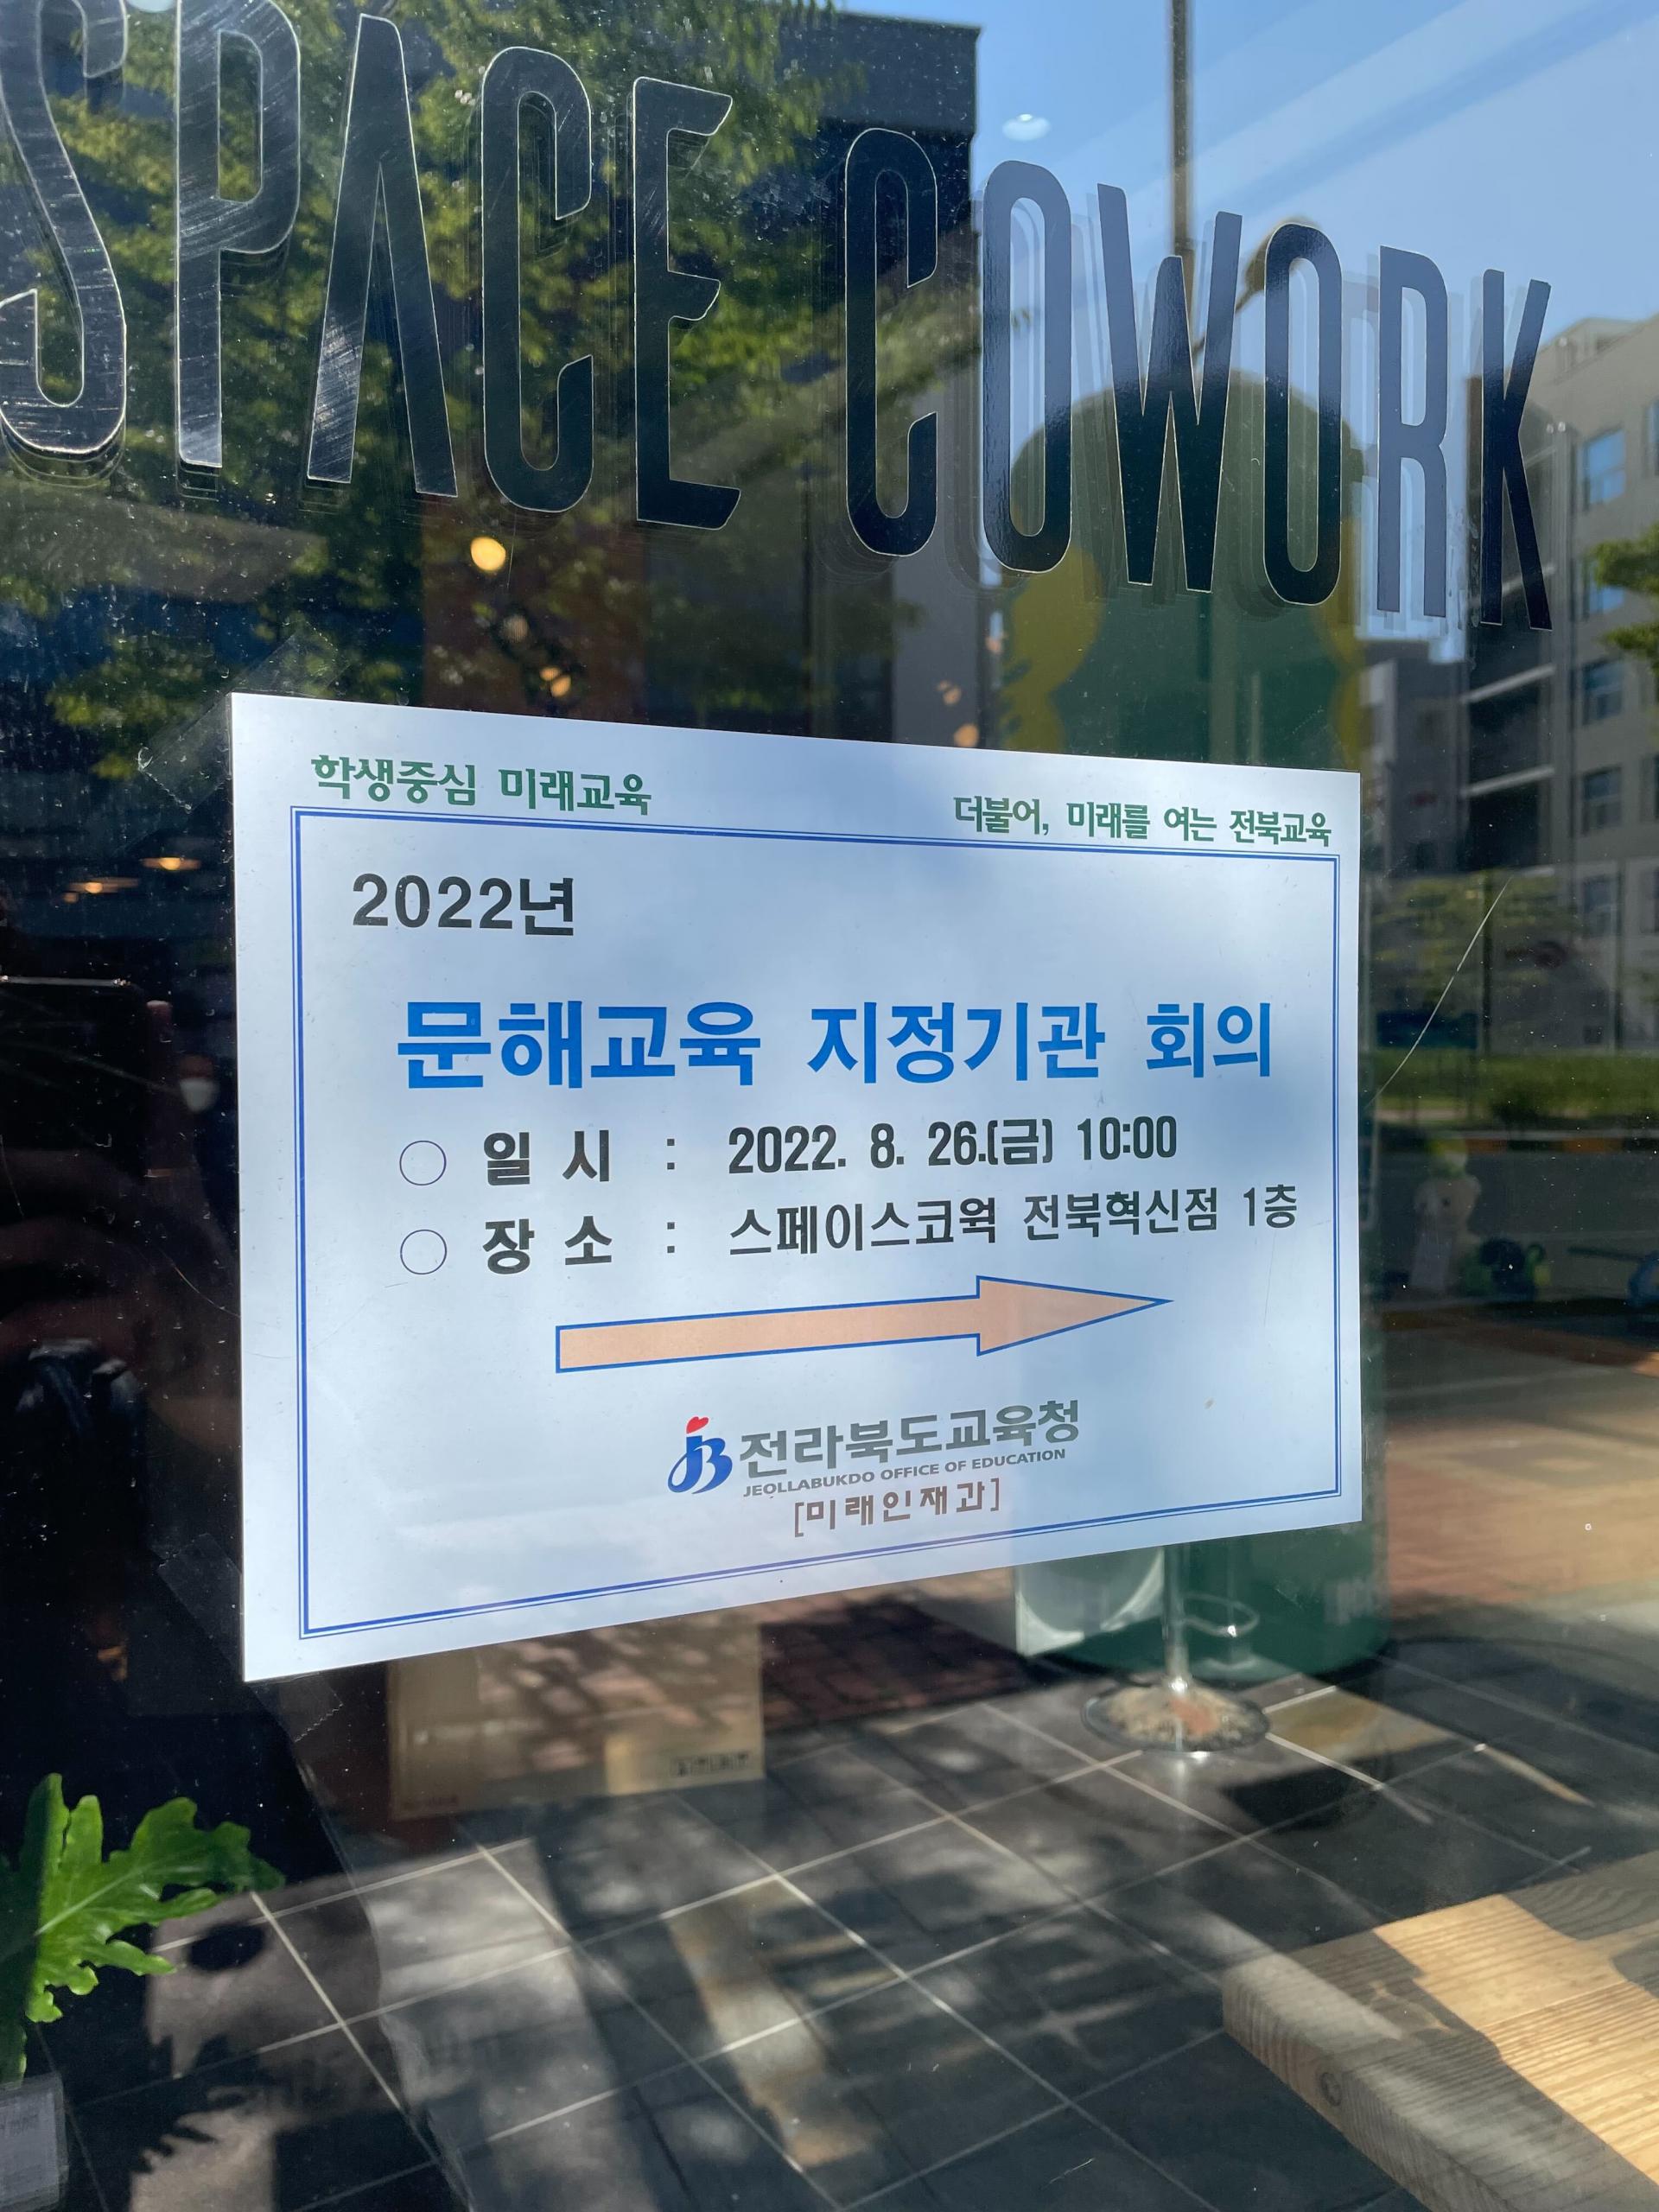 SPACE COWORK
학생중심 미래교육
더불어, 미래를 여는 전북교육
2022년
문해교육 지정기관 회의
○ 일 시 : 2022. 8. 26.(금) 10:00
○ 장 소 : 스페이스코웍 전북혁신점 1층
전라북도교육청
JEOLLABUKDO OFFICE OF EDUCATION
[미래인재과]